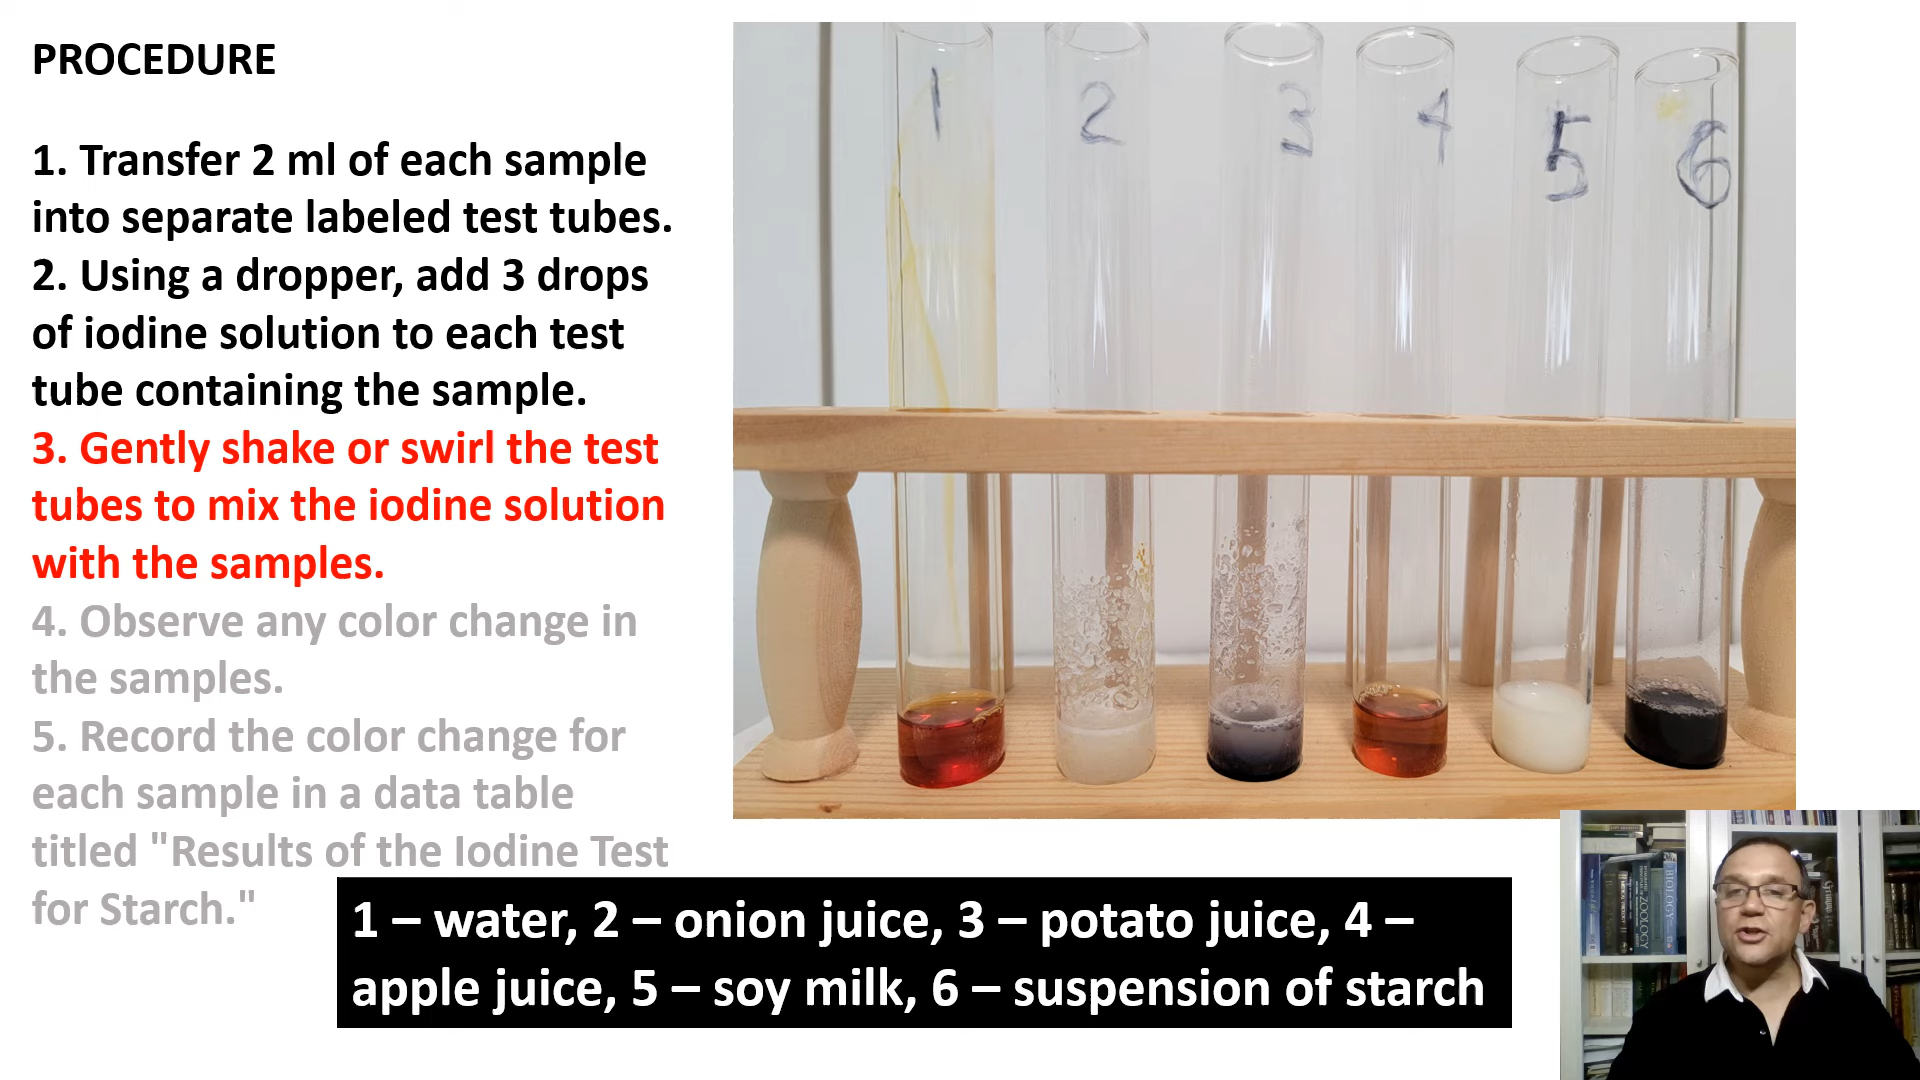 PROCEDURE
1. Transfer 2 ml of each sample
into separate labeled test tubes.
2. Using a dropper, add 3 drops
of iodine solution to each test
tube containing the sample.
3. Gently shake or swirl the test
tubes to mix the iodine solution
with the samples.
4. Observe any color change in
the samples.
5. Record the color change for
each sample in a data table
titled "Results of the Iodine Test
for Starch."
1 2 3 4 5 6
1 – water, 2 – onion juice, 3 – potato juice, 4 –
apple juice, 5 – soy milk, 6 – suspension of starch
BIOLOGY
ZOOLOGY